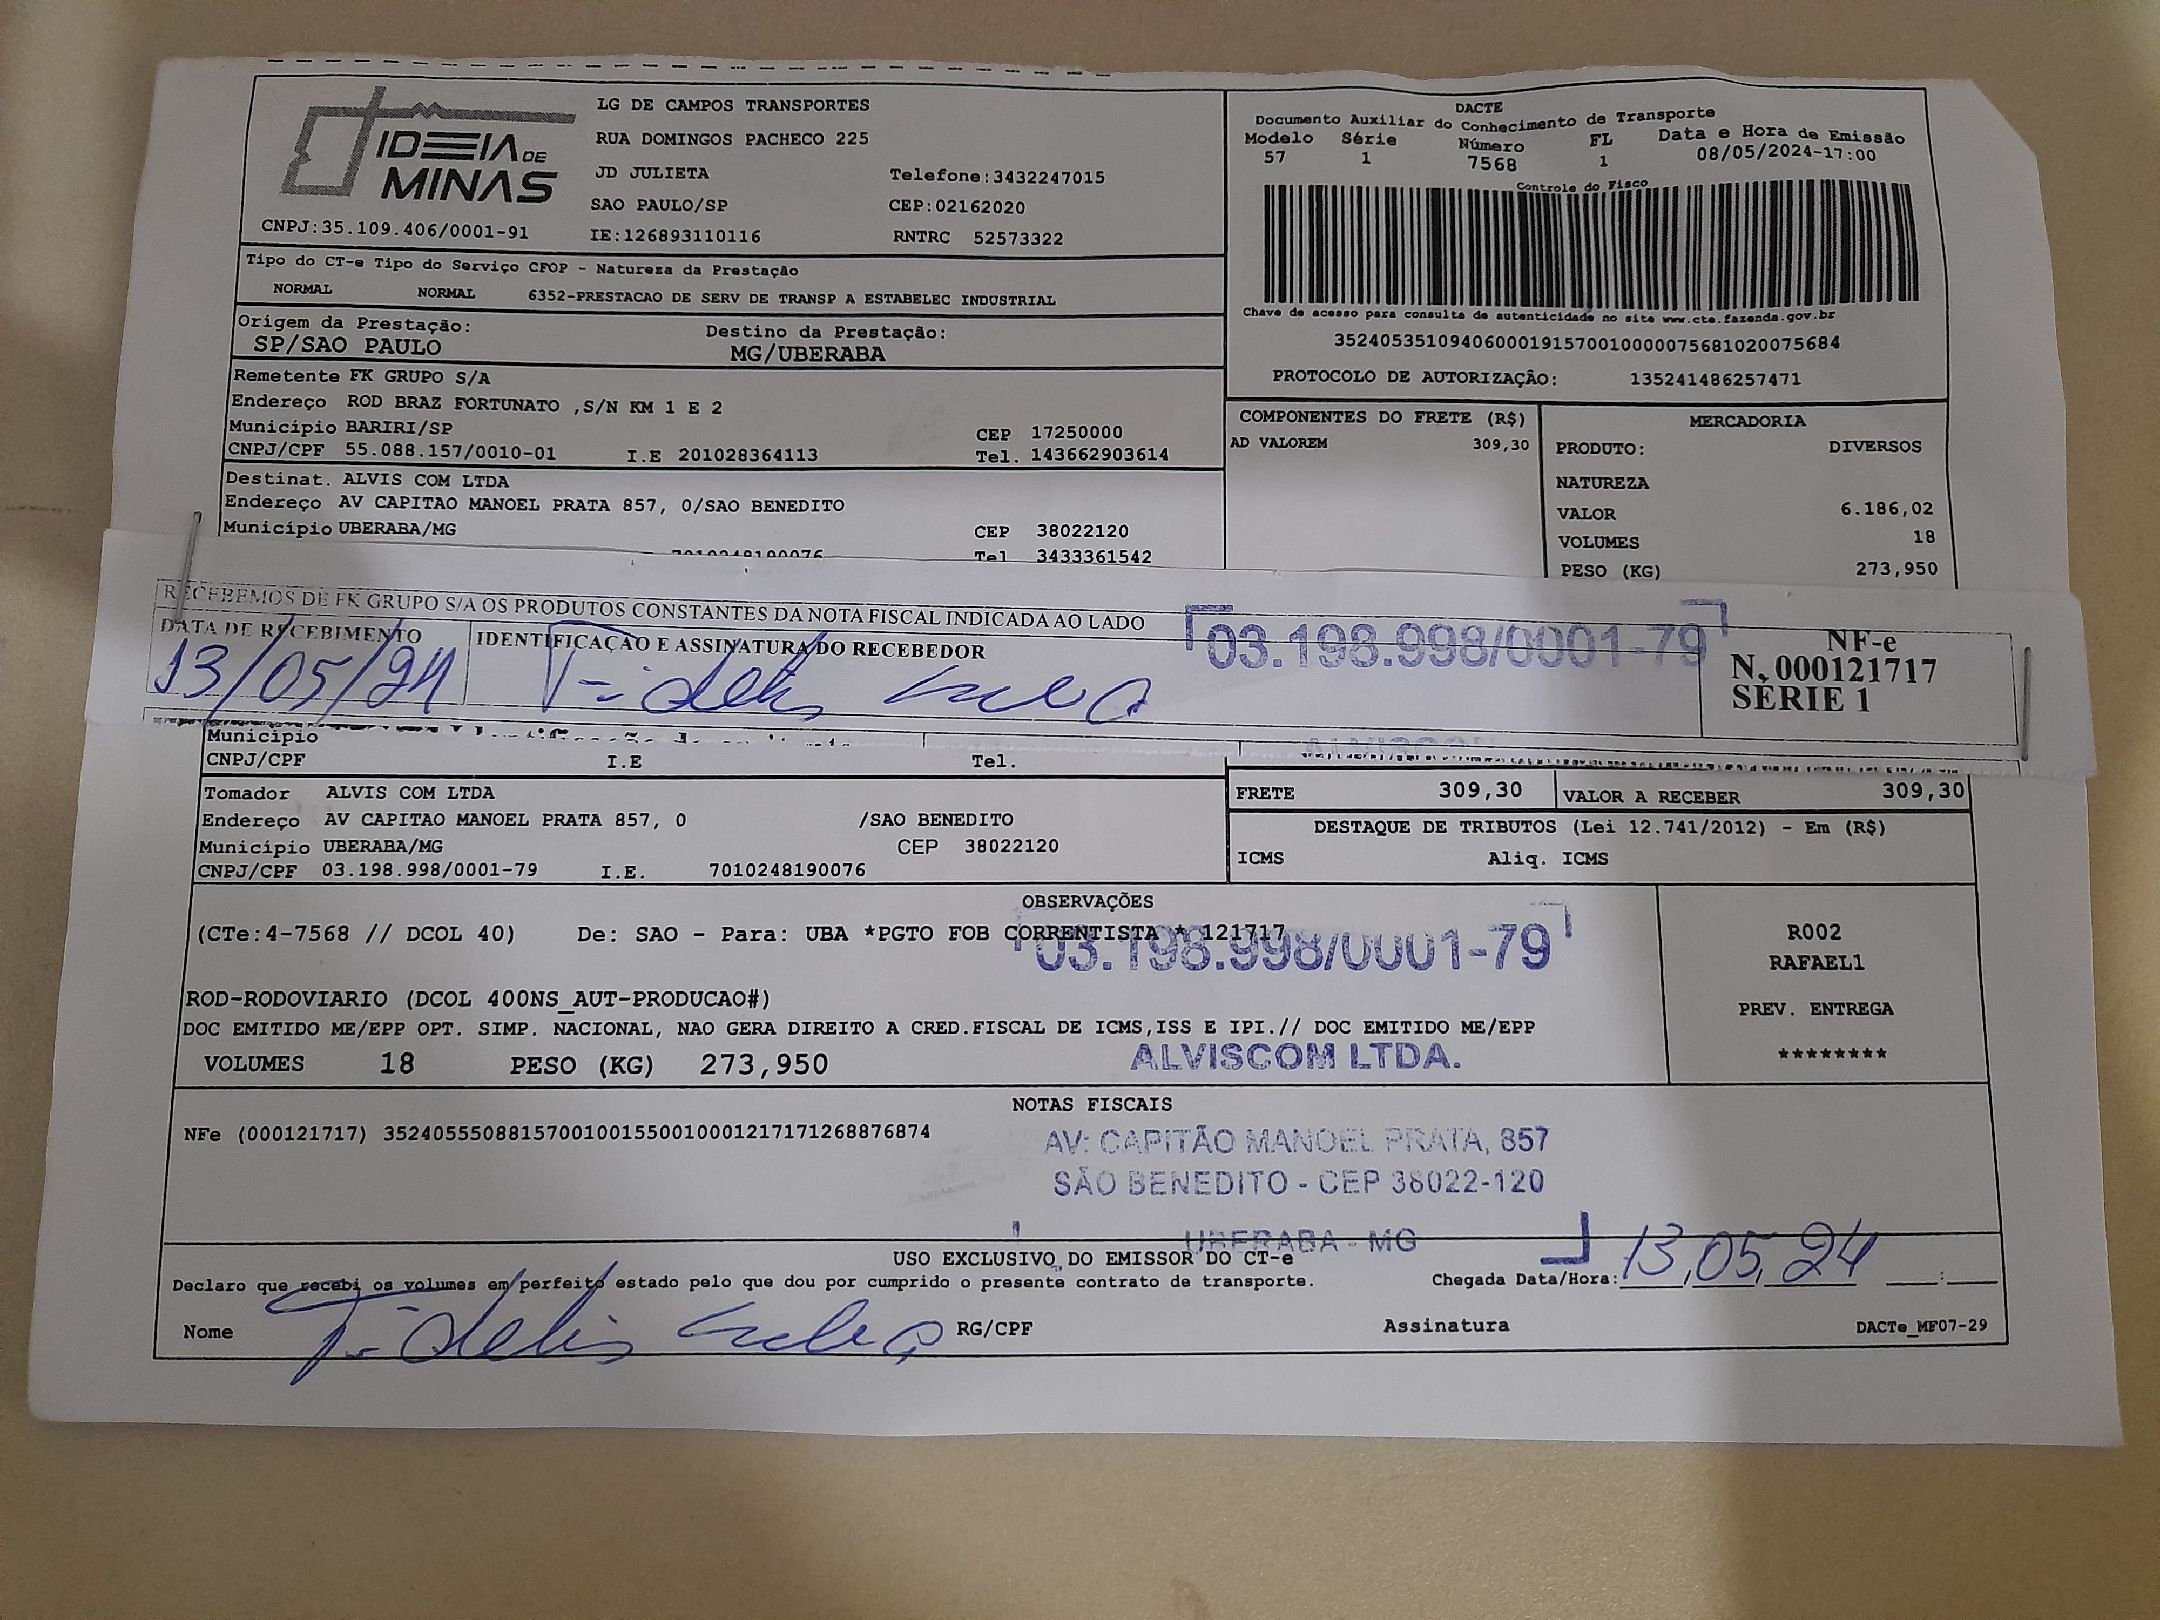 IDEIA DE MINAS
CNPJ:35.109.406/0001-91
LG DE CAMPOS TRANSPORTES
RUA DOMINGOS PACHECO 225
JD JULIETA Telefone:3432247015
SAO PAULO/SP CEP:02162020
IE:126893110116 RNTRC 52573322
DACTE
Documento Auxiliar do Conhecimento de Transporte
Modelo Série Número FL Data e Hora de Emissão
57 1 7568 1 08/05/2024-17:00
Controle do Fisco
Chave de acesso para consulta de autenticidade no site www.cte.fazenda.gov.br
35240535109406000191570010000075681020075684
PROTOCOLO DE AUTORIZAÇÃO: 135241486257471
Tipo do CT-e Tipo do Serviço CFOP - Natureza da Prestação
NORMAL NORMAL 6352-PRESTACAO DE SERV DE TRANSP A ESTABELEC INDUSTRIAL
Origem da Prestação: Destino da Prestação:
SP/SAO PAULO MG/UBERABA
Remetente FK GRUPO S/A
Endereço ROD BRAZ FORTUNATO ,S/N KM 1 E 2
Município BARIRI/SP CEP 17250000
CNPJ/CPF 55.088.157/0010-01 I.E 201028364113 Tel. 143662903614
Destinat. ALVIS COM LTDA
Endereço AV CAPITAO MANOEL PRATA 857, 0/SAO BENEDITO
Município UBERABA/MG CEP 38022120
7010248190076 Tel 3433361542
COMPONENTES DO FRETE (R$)
AD VALOREM 309,30
MERCADORIA
PRODUTO: DIVERSOS
NATUREZA
VALOR 6.186,02
VOLUMES 18
PESO (KG) 273,950
RECEBEMOS DE FK GRUPO S/A OS PRODUTOS CONSTANTES DA NOTA FISCAL INDICADA AO LADO
DATA DE RECEBIMENTO IDENTIFICAÇÃO E ASSINATURA DO RECEBEDOR
13/05/24
03.198.998/0001-79
NF-e
N. 000121717
SÉRIE 1
Município
CNPJ/CPF I.E Tel.
Tomador ALVIS COM LTDA
Endereço AV CAPITAO MANOEL PRATA 857, 0 /SAO BENEDITO
Município UBERABA/MG CEP 38022120
CNPJ/CPF 03.198.998/0001-79 I.E. 7010248190076
FRETE 309,30 VALOR A RECEBER 309,30
DESTAQUE DE TRIBUTOS (Lei 12.741/2012) - Em (R$)
ICMS Aliq. ICMS
OBSERVAÇÕES
(CTe:4-7568 // DCOL 40) De: SAO - Para: UBA *PGTO FOB CORRENTISTA * 121717
03.198.998/0001-79
ROD-RODOVIARIO (DCOL 400NS_AUT-PRODUCAO#)
DOC EMITIDO ME/EPP OPT. SIMP. NACIONAL, NAO GERA DIREITO A CRED.FISCAL DE ICMS,ISS E IPI.// DOC EMITIDO ME/EPP
VOLUMES 18 PESO (KG) 273,950
ALVISCOM LTDA.
R002
RAFAEL1
PREV. ENTREGA
********
NOTAS FISCAIS
NFe (000121717) 35240555088157001001550010001217171268876874
AV: CAPITÃO MANOEL PRATA, 857
SÃO BENEDITO - CEP 38022-120
UBERABA - MG
USO EXCLUSIVO DO EMISSOR DO CT-e
Declaro que recebi os volumes em perfeito estado pelo que dou por cumprido o presente contrato de transporte. Chegada Data/Hora: 13,05,24
Nome RG/CPF Assinatura DACTe_MF07-29